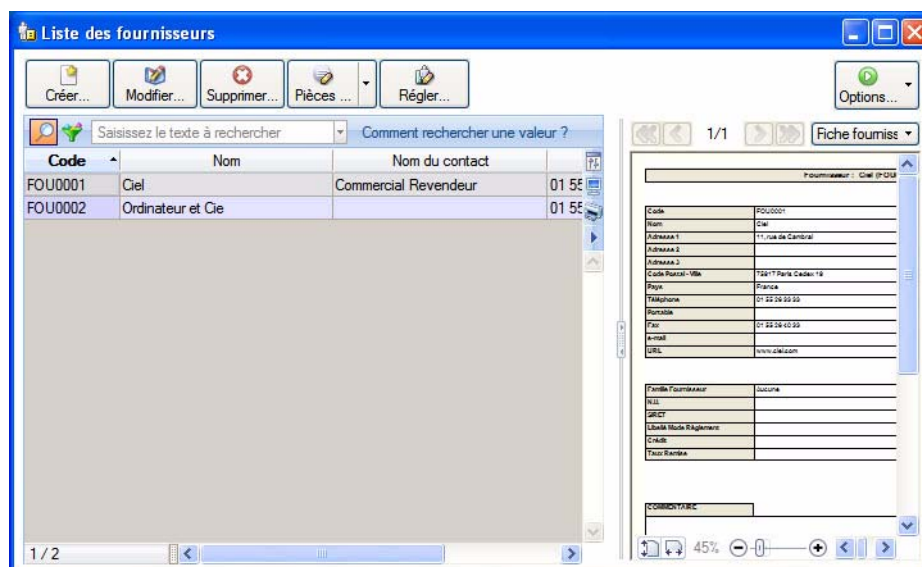 Liste des fournisseurs
Créer... Modifier... Supprimer... Pièces ... Régler... Options...
Saisissez le texte à rechercher Comment rechercher une valeur ? 1/1 Fiche fourniss
Code Nom Nom du contact
FOU0001 Ciel Commercial Revendeur 01 55
FOU0002 Ordinateur et Cie 01 55
Fournisseur : Ciel (FOU
Code FOU0001
Nom Ciel
Adresse 1 11, rue de Cambrai
Adresse 2
Adresse 3
Code Postal - Ville 75917 Paris Cedex 19
Pays France
Téléphone 01 55 26 33 33
Portable
Fax 01 55 26 40 33
e-mail
URL www.ciel.com
Famille Fournisseur Aucune
N.I.I.
SIRET
Libellé Mode Règlement
Crédit
Taux Remise
COMMENTAIRE
1 / 2 45%